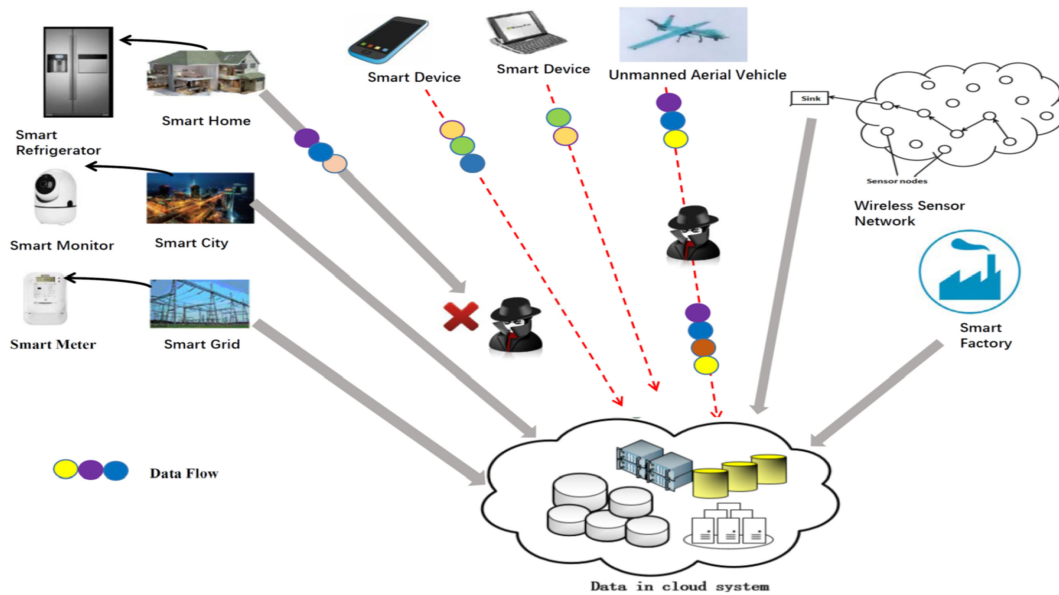 Smart Device
Smart Device
Unmanned Aerial Vehicle
Sink
Smart Home
Smart
Refrigerator
Sensor nodes
Wireless Sensor
Network
Smart Monitor
Smart City
Smart Meter
Smart Grid
Smart
Factory
Data Flow
Data in cloud system